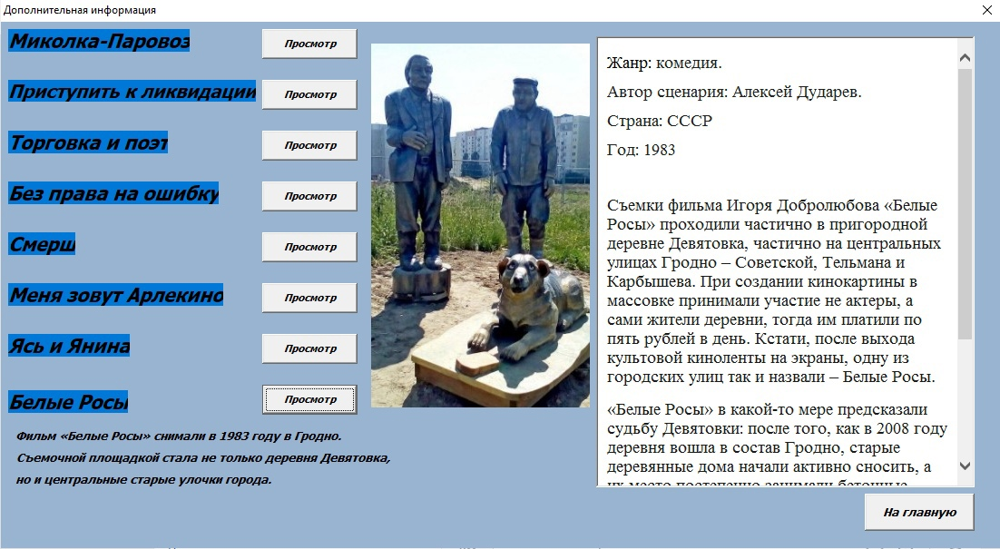 Дополнительная информация
Миколка-Паровоз
Просмотр
Приступить к ликвидации
Просмотр
Торговка и поэт
Просмотр
Без права на ошибку
Просмотр
Смерш
Просмотр
Меня зовут Арлекино
Просмотр
Ясь и Янина
Просмотр
Белые Росы
Просмотр
Фильм «Белые Росы» снимали в 1983 году в Гродно.
Съемочной площадкой стала не только деревня Девятовка,
но и центральные старые улочки города.
Жанр: комедия.
Автор сценария: Алексей Дударев.
Страна: СССР
Год: 1983
Съемки фильма Игоря Добролюбова «Белые
Росы» проходили частично в пригородной
деревне Девятовка, частично на центральных
улицах Гродно – Советской, Тельмана и
Карбышева. При создании кинокартины в
массовке принимали участие не актеры, а
сами жители деревни, тогда им платили по
пять рублей в день. Кстати, после выхода
культовой киноленты на экраны, одну из
городских улиц так и назвали – Белые Росы.
«Белые Росы» в какой-то мере предсказали
судьбу Девятовки: после того, как в 2008 году
деревня вошла в состав Гродно, старые
деревянные дома начали активно сносить, а
их место постепенно занимали бетонные
На главную